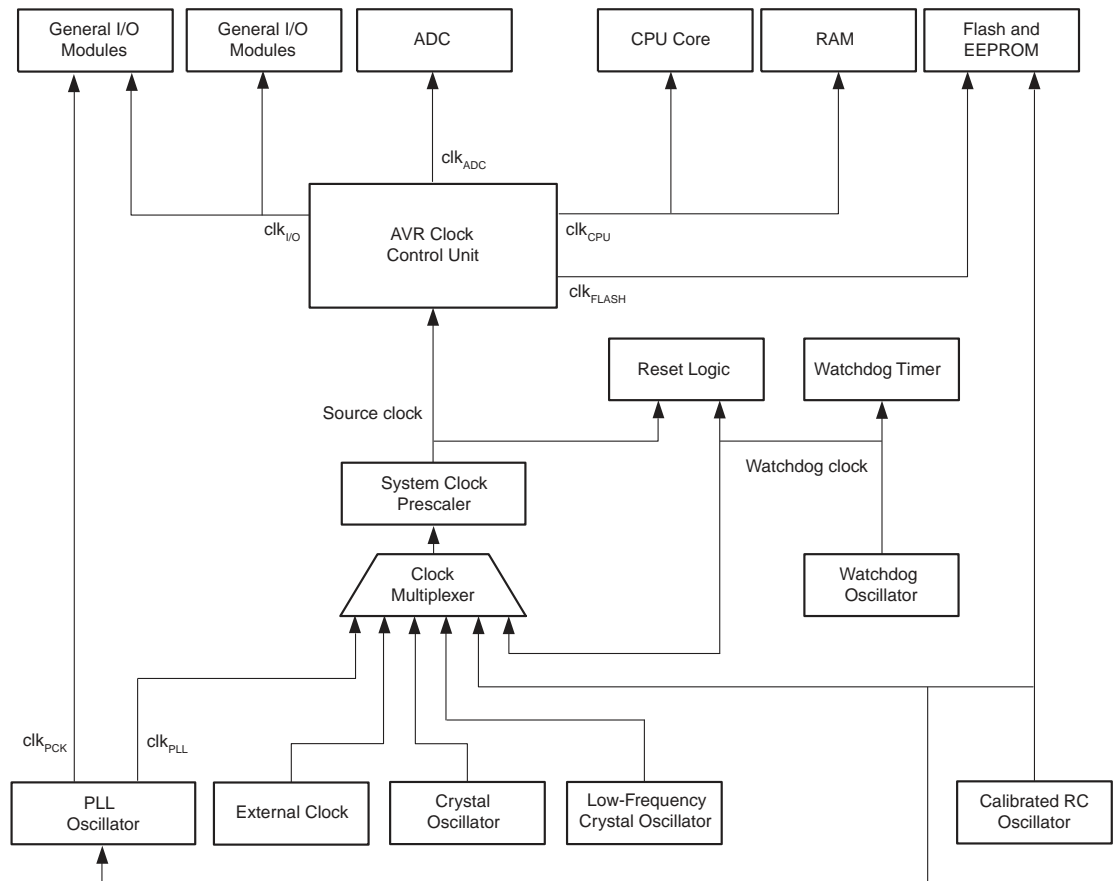 General I/O
Modules
General I/O
Modules
ADC
CPU Core
RAM
Flash and
EEPROM
clkADC
clkI/O
AVR Clock
Control Unit
clkCPU
clkFLASH
Reset Logic
Watchdog Timer
Source clock
Watchdog clock
System Clock
Prescaler
Clock
Multiplexer
Watchdog
Oscillator
clkPCK
clkPLL
PLL
Oscillator
External Clock
Crystal
Oscillator
Low-Frequency
Crystal Oscillator
Calibrated RC
Oscillator